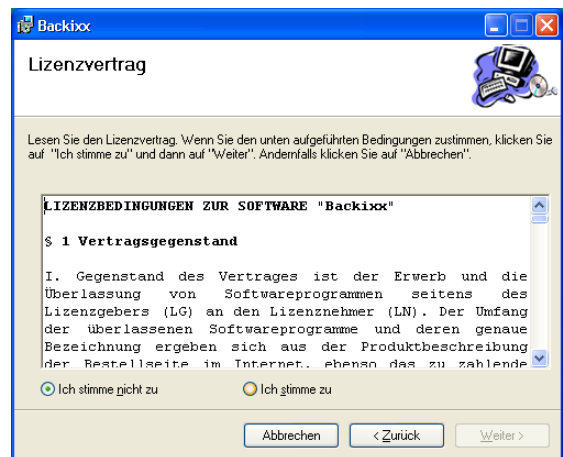 Backixx
Lizenzvertrag
Lesen Sie den Lizenzvertrag. Wenn Sie den unten aufgeführten Bedingungen zustimmen, klicken Sie
auf "Ich stimme zu" und dann auf "Weiter". Andernfalls klicken Sie auf "Abbrechen".
LIZENZBEDINGUNGEN ZUR SOFTWARE "Backixx"
§ 1 Vertragsgegenstand
I. Gegenstand des Vertrages ist der Erwerb und die
Überlassung von Softwareprogrammen seitens des
Lizenzgebers (LG) an den Lizenznehmer (LN). Der Umfang
der überlassenen Softwareprogramme und deren genaue
Bezeichnung ergeben sich aus der Produktbeschreibung
der Bestellseite im Internet, ebenso das zu zahlende
Ich stimme nicht zu
Ich stimme zu
Abbrechen
< Zurück
Weiter >